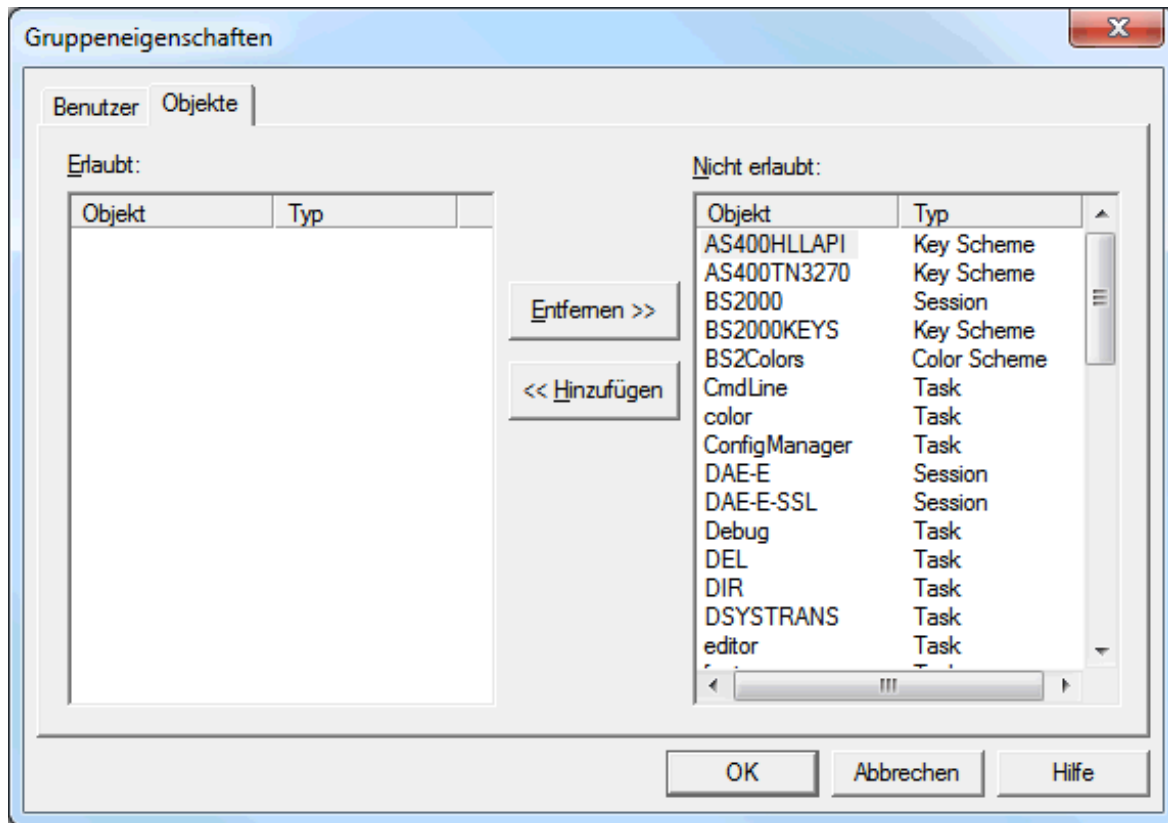 Gruppeneigenschaften
Benutzer Objekte
Erlaubt:
Objekt Typ
Entfernen >>
<< Hinzufügen
Nicht erlaubt:
Objekt Typ
AS400HLLAPI Key Scheme
AS400TN3270 Key Scheme
BS2000 Session
BS2000KEYS Key Scheme
BS2Colors Color Scheme
CmdLine Task
color Task
ConfigManager Task
DAE-E Session
DAE-E-SSL Session
Debug Task
DEL Task
DIR Task
DSYSTRANS Task
editor Task
OK Abbrechen Hilfe